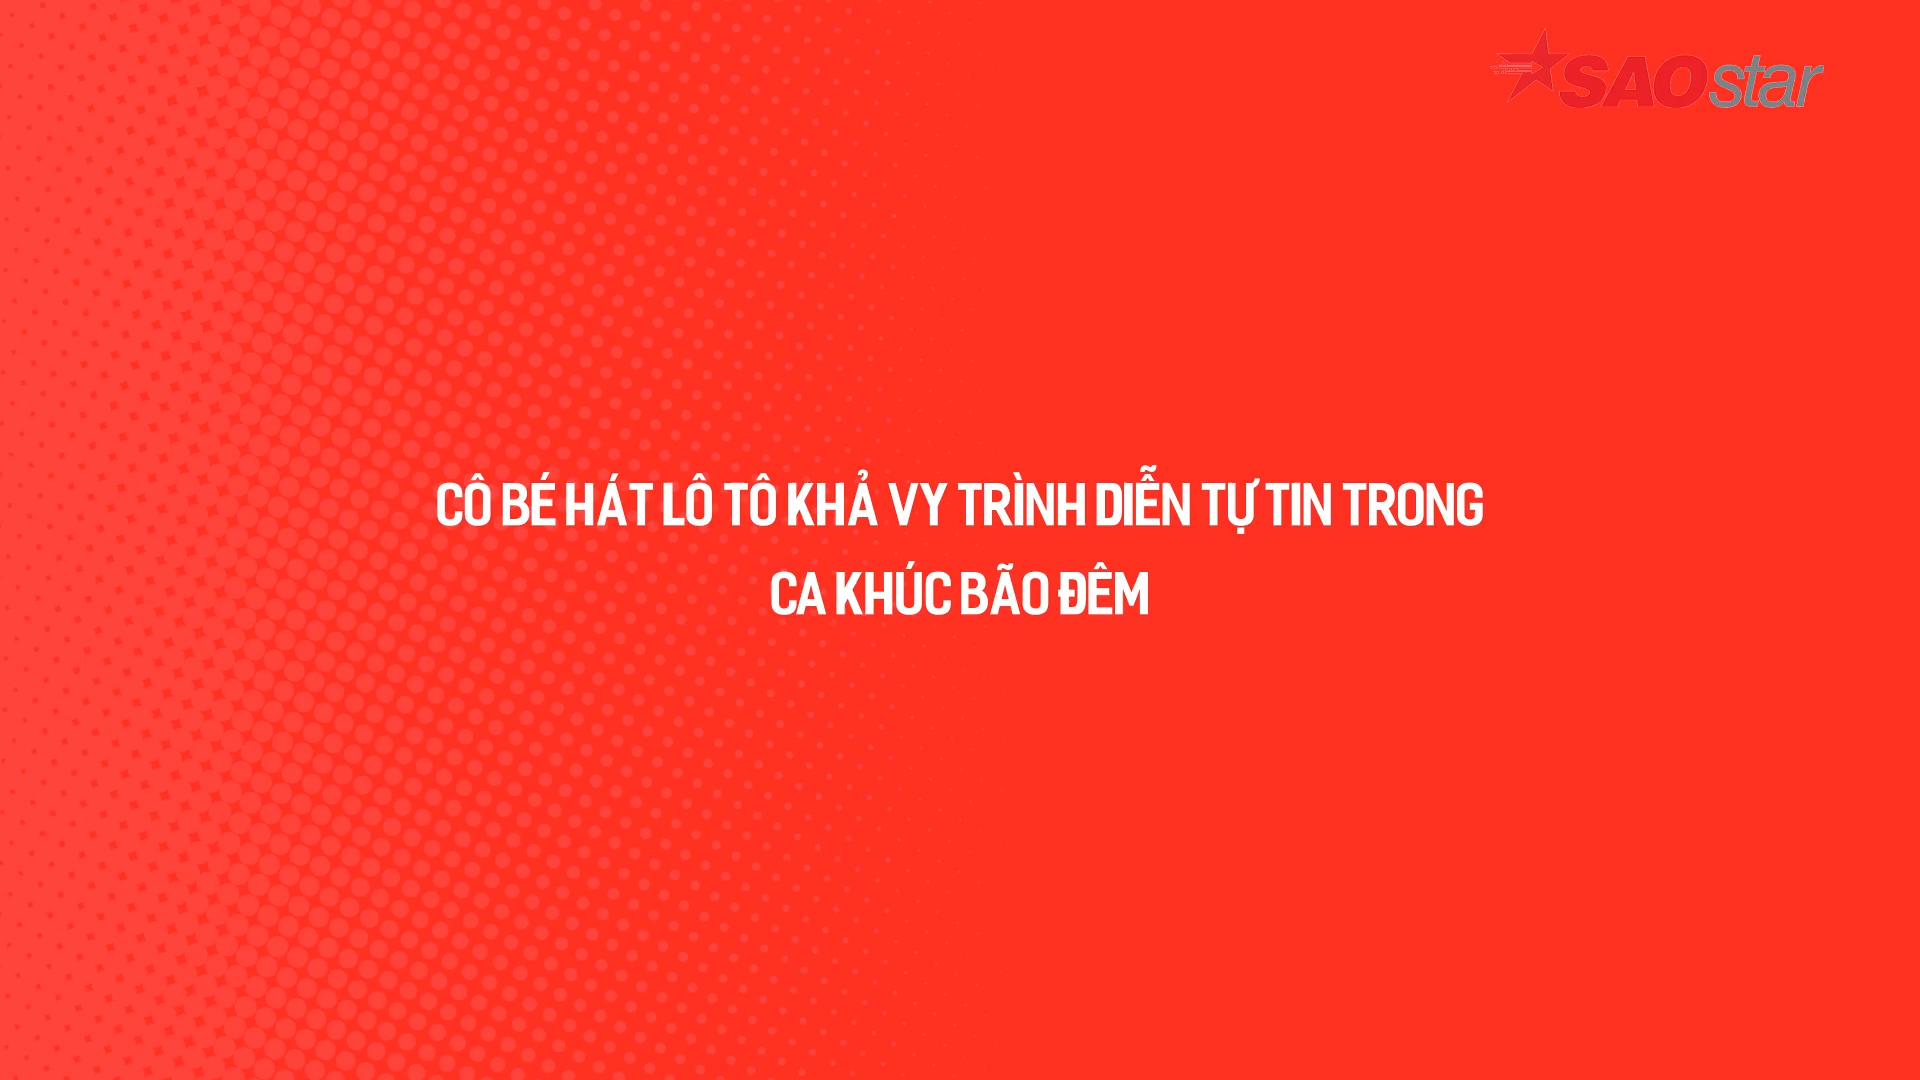 SAOstar
CÔ BÉ HÁT LÔ TÔ KHẢ VY TRÌNH DIỄN TỰ TIN TRONG
CA KHÚC BÃO ĐÊM